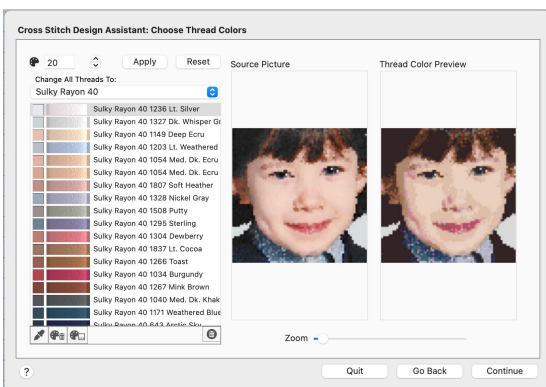 Cross Stitch Design Assistant: Choose Thread Colors
20
Apply
Reset
Change All Threads To:
Sulky Rayon 40
Sulky Rayon 40 1236 Lt. Silver
Sulky Rayon 40 1327 Dk. Whisper Gr
Sulky Rayon 40 1149 Deep Ecru
Sulky Rayon 40 1203 Lt. Weathered
Sulky Rayon 40 1054 Med. Dk. Ecru
Sulky Rayon 40 1054 Med. Dk. Ecru
Sulky Rayon 40 1807 Soft Heather
Sulky Rayon 40 1328 Nickel Gray
Sulky Rayon 40 1508 Putty
Sulky Rayon 40 1295 Sterling
Sulky Rayon 40 1304 Dewberry
Sulky Rayon 40 1837 Lt. Cocoa
Sulky Rayon 40 1266 Toast
Sulky Rayon 40 1034 Burgundy
Sulky Rayon 40 1267 Mink Brown
Sulky Rayon 40 1040 Med. Dk. Khak
Sulky Rayon 40 1171 Weathered Blue
Sulky Rayon 40 643 Arctic Sky
Source Picture
Thread Color Preview
Zoom
?
Quit
Go Back
Continue